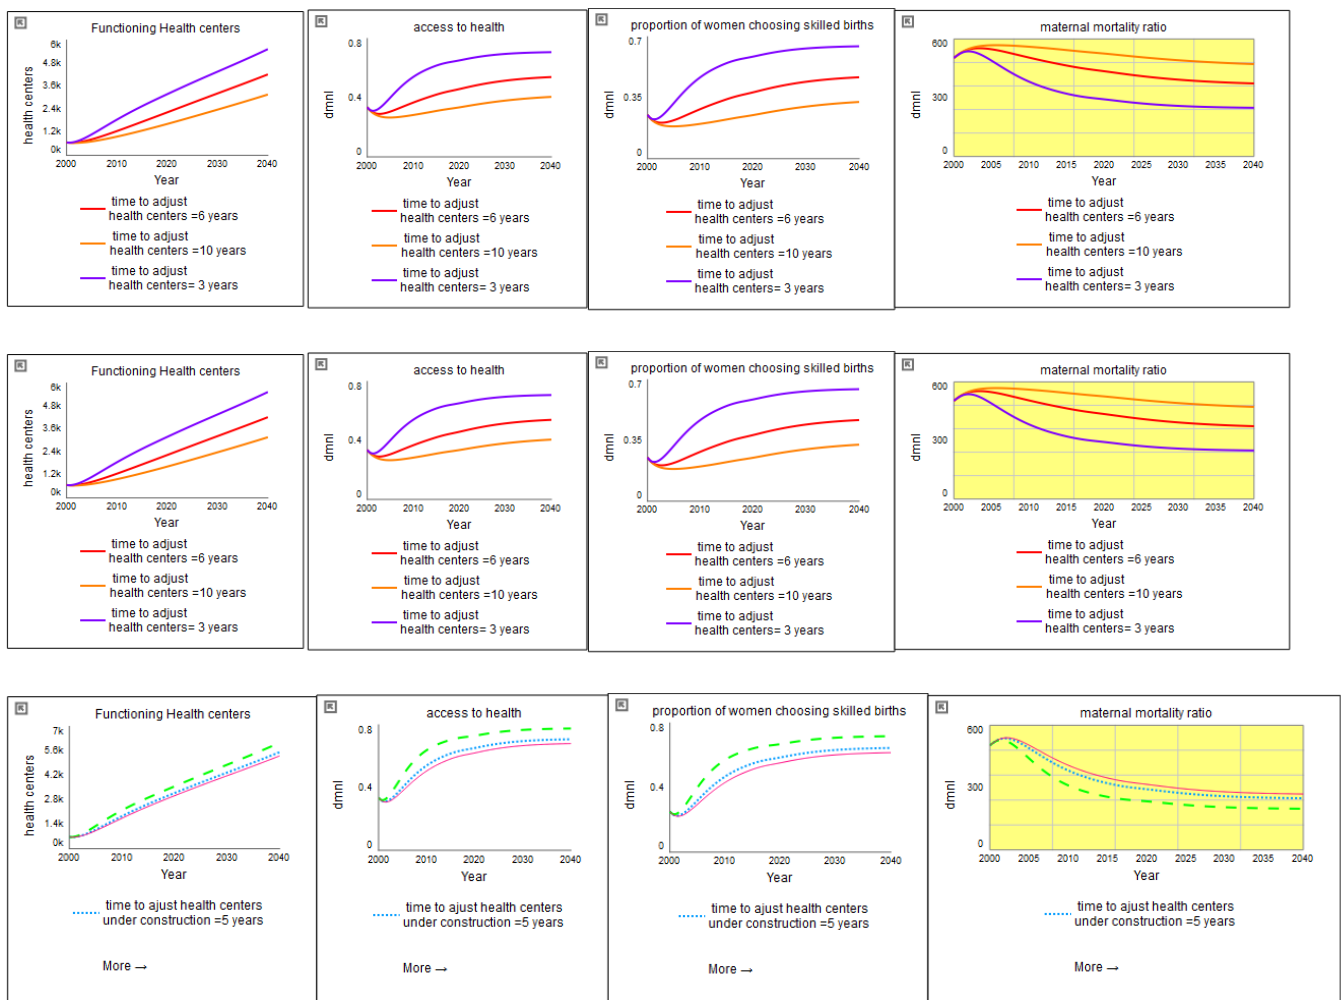 Functioning Health centers
health centers
6k
4.8k
3.6k
2.4k
1.2k
0k
2000
2010
2020
2030
2040
Year
time to adjust
health centers =6 years
time to adjust
health centers =10 years
time to adjust
health centers= 3 years
access to health
dmnl
0.8
0.4
0
2000
2010
2020
2030
2040
Year
time to adjust
health centers =6 years
time to adjust
health centers =10 years
time to adjust
health centers= 3 years
proportion of women choosing skilled births
dmnl
0.7
0.35
0
2000
2010
2020
2030
2040
Year
time to adjust
health centers =6 years
time to adjust
health centers =10 years
time to adjust
health centers= 3 years
maternal mortality ratio
dmnl
600
300
0
2000
2005
2010
2015
2020
2025
2030
2035
2040
Year
time to adjust
health centers =6 years
time to adjust
health centers =10 years
time to adjust
health centers= 3 years
Functioning Health centers
health centers
6k
4.8k
3.6k
2.4k
1.2k
0k
2000
2010
2020
2030
2040
Year
time to adjust
health centers =6 years
time to adjust
health centers =10 years
time to adjust
health centers= 3 years
access to health
dmnl
0.8
0.4
0
2000
2010
2020
2030
2040
Year
time to adjust
health centers =6 years
time to adjust
health centers =10 years
time to adjust
health centers= 3 years
proportion of women choosing skilled births
dmnl
0.7
0.35
0
2000
2010
2020
2030
2040
Year
time to adjust
health centers =6 years
time to adjust
health centers =10 years
time to adjust
health centers= 3 years
maternal mortality ratio
dmnl
600
300
0
2000
2005
2010
2015
2020
2025
2030
2035
2040
Year
time to adjust
health centers =6 years
time to adjust
health centers =10 years
time to adjust
health centers= 3 years
Functioning Health centers
health centers
7k
5.6k
4.2k
2.8k
1.4k
0k
2000
2010
2020
2030
2040
Year
time to ajust health centers
under construction =5 years
More →
access to health
dmnl
0.8
0.4
0
2000
2010
2020
2030
2040
Year
time to ajust health centers
under construction =5 years
More →
proportion of women choosing skilled births
dmnl
0.8
0.4
0
2000
2010
2020
2030
2040
Year
time to ajust health centers
under construction =5 years
More →
maternal mortality ratio
dmnl
600
300
0
2000
2005
2010
2015
2020
2025
2030
2035
2040
Year
time to ajust health centers
under construction =5 years
More →